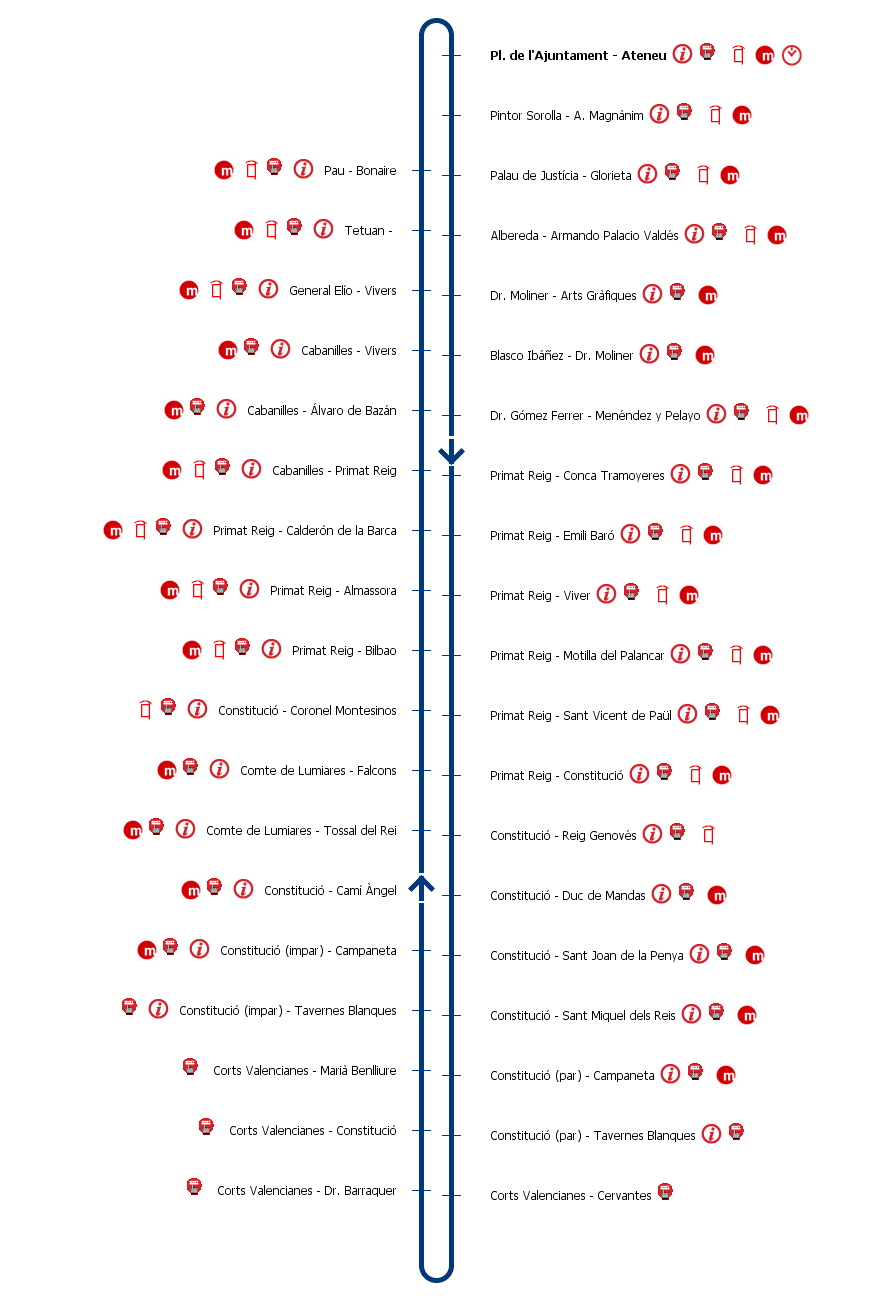 Pl. de l'Ajuntament - Ateneu
Pintor Sorolla - A. Magnànim
Pau - Bonaire
Palau de Justícia - Glorieta
Tetuan -
Albereda - Armando Palacio Valdés
General Elío - Vivers
Dr. Moliner - Arts Gràfiques
Cabanilles - Vivers
Blasco Ibáñez - Dr. Moliner
Cabanilles - Álvaro de Bazán
Dr. Gómez Ferrer - Menéndez y Pelayo
Cabanilles - Primat Reig
Primat Reig - Conca Tramoyeres
Primat Reig - Calderón de la Barca
Primat Reig - Emili Baró
Primat Reig - Almassora
Primat Reig - Viver
Primat Reig - Bilbao
Primat Reig - Motilla del Palancar
Constitució - Coronel Montesinos
Primat Reig - Sant Vicent de Paül
Comte de Lumiares - Falcons
Primat Reig - Constitució
Comte de Lumiares - Tossal del Rei
Constitució - Reig Genovés
Constitució - Camí Àngel
Constitució - Duc de Mandas
Constitució (impar) - Campaneta
Constitució - Sant Joan de la Penya
Constitució (impar) - Tavernes Blanques
Constitució - Sant Miquel dels Reis
Corts Valencianes - Marià Benlliure
Constitució (par) - Campaneta
Corts Valencianes - Constitució
Constitució (par) - Tavernes Blanques
Corts Valencianes - Dr. Barraquer
Corts Valencianes - Cervantes